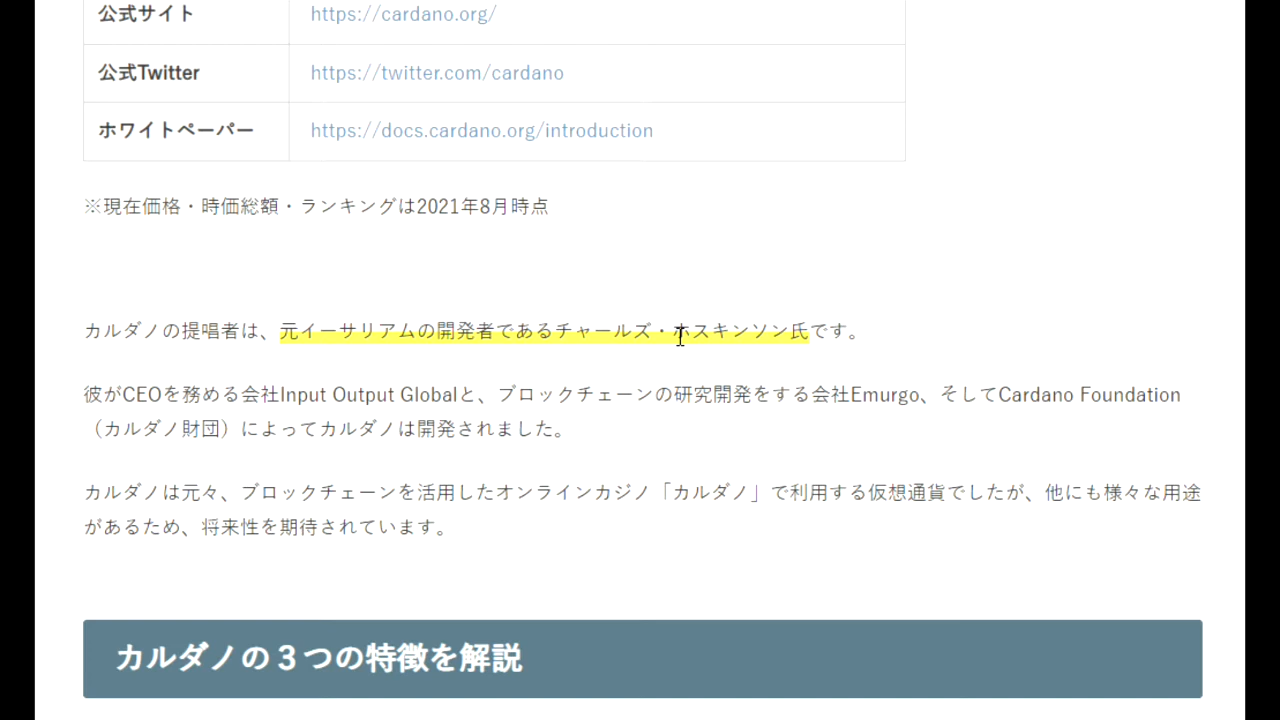 公式サイト https://cardano.org/
公式Twitter https://twitter.com/cardano
ホワイトペーパー https://docs.cardano.org/introduction
※現在価格・時価総額・ランキングは2021年8月時点
カルダノの提唱者は、元イーサリアムの開発者であるチャールズ・ホスキンソン氏です。
彼がCEOを務める会社Input Output Globalと、ブロックチェーンの研究開発をする会社Emurgo、そしてCardano Foundation
（カルダノ財団）によってカルダノは開発されました。
カルダノは元々、ブロックチェーンを活用したオンラインカジノ「カルダノ」で利用する仮想通貨でしたが、他にも様々な用途
があるため、将来性を期待されています。
カルダノの３つの特徴を解説